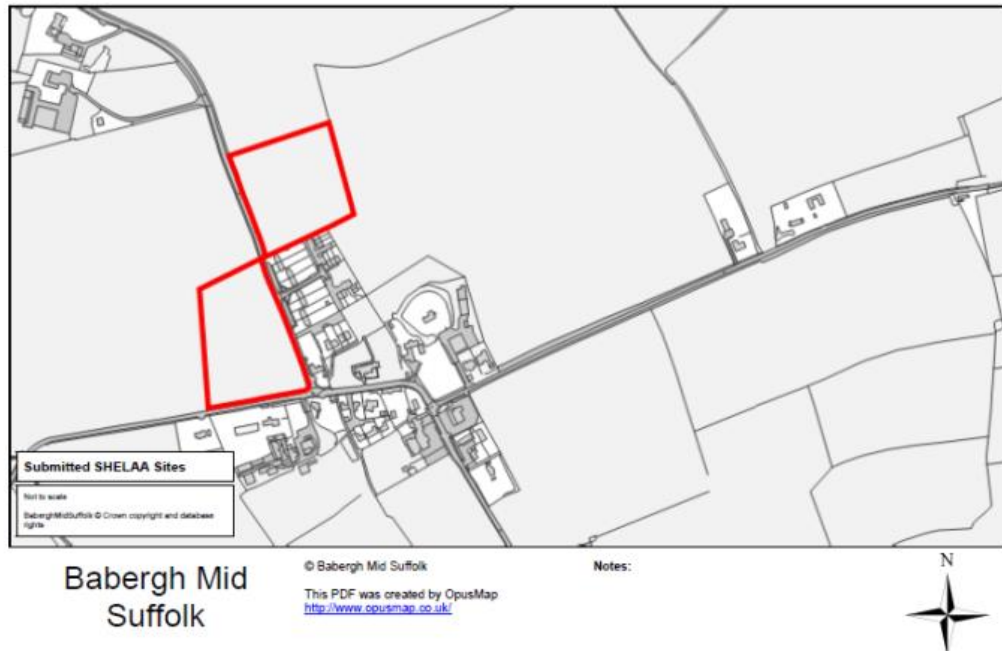 Submitted SHELAA Sites
Not to scale
BaberghMidSuffolk © Crown copyright and database
rights
Babergh Mid
Suffolk
© Babergh Mid Suffolk
This PDF was created by OpusMap
http://www.opusmap.co.uk/
Notes:
N